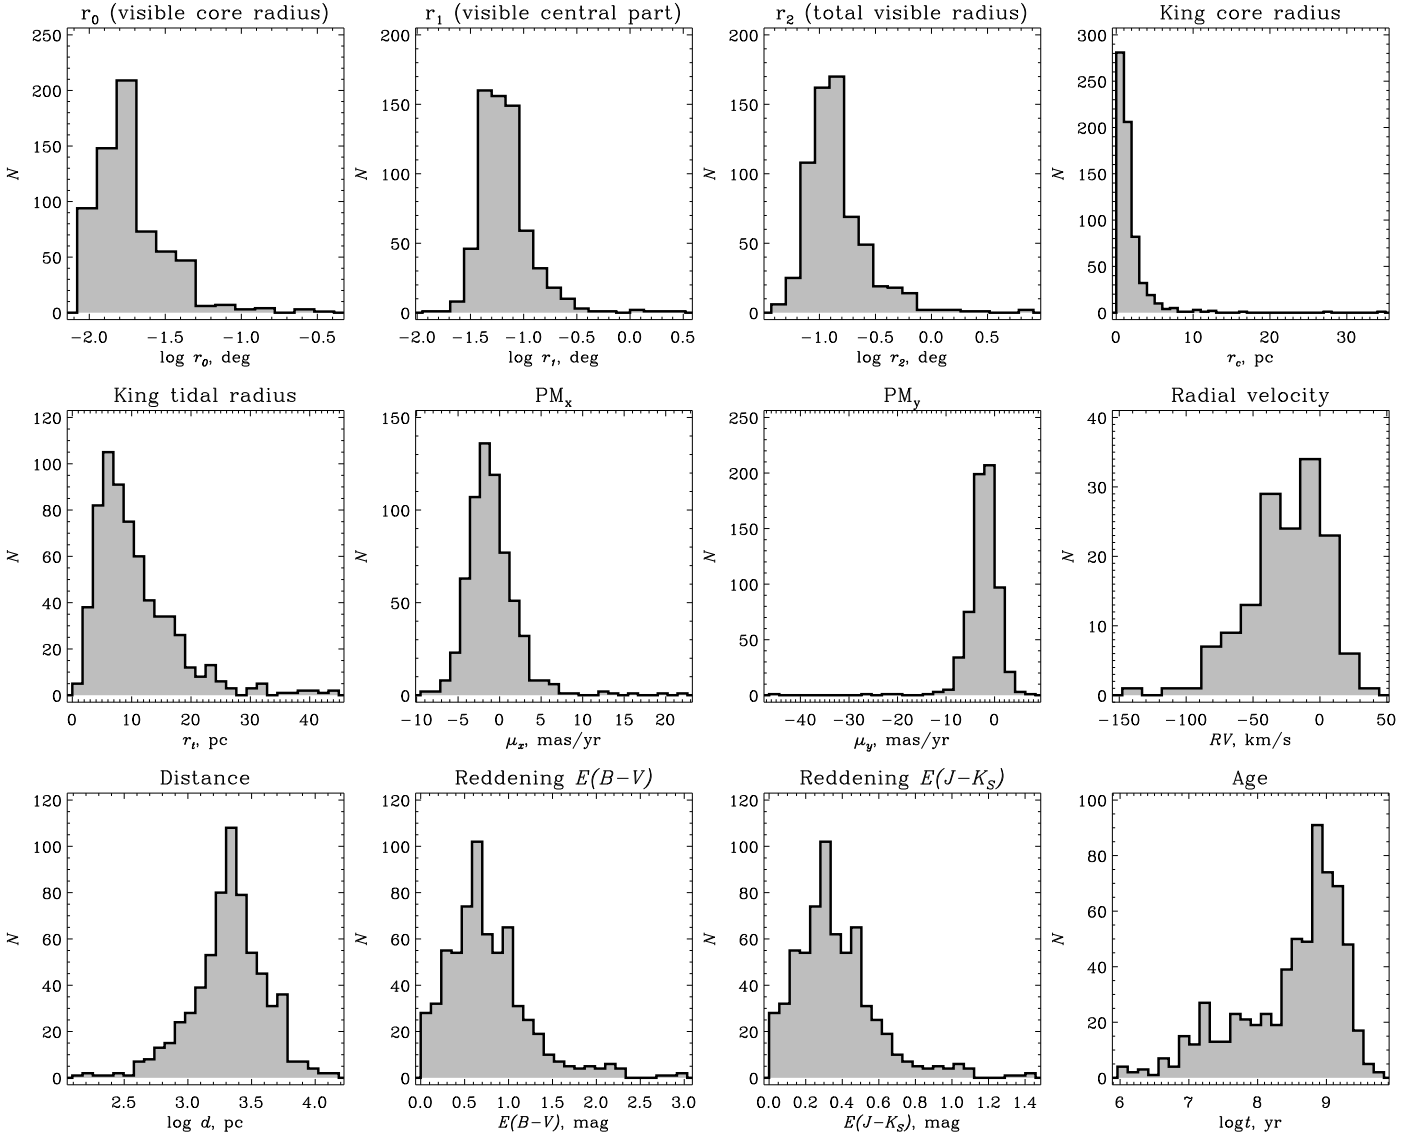 r0 (visible core radius)
r1 (visible central part)
r2 (total visible radius)
King core radius
N
250
200
150
100
50
0
−2.0 −1.5 −1.0 −0.5
log r0, deg
N
200
150
100
50
0
−2.0 −1.5 −1.0 −0.5 0.0 0.5
log r1, deg
N
200
150
100
50
0
−1.0 −0.5 0.0 0.5
log r2, deg
N
300
250
200
150
100
50
0
0 10 20 30
rc, pc
King tidal radius
PMx
PMy
Radial velocity
N
120
100
80
60
40
20
0
0 10 20 30 40
rt, pc
N
150
100
50
0
−10 −5 0 5 10 15 20
μx, mas/yr
N
250
200
150
100
50
0
−40 −30 −20 −10 0
μy, mas/yr
N
40
30
20
10
0
−150 −100 −50 0 50
RV, km/s
Distance
Reddening E(B−V)
Reddening E(J−KS)
Age
N
120
100
80
60
40
20
0
2.5 3.0 3.5 4.0
log d, pc
N
120
100
80
60
40
20
0
0.0 0.5 1.0 1.5 2.0 2.5 3.0
E(B−V), mag
N
120
100
80
60
40
20
0
0.0 0.2 0.4 0.6 0.8 1.0 1.2 1.4
E(J−KS), mag
N
100
80
60
40
20
0
6 7 8 9
logt, yr